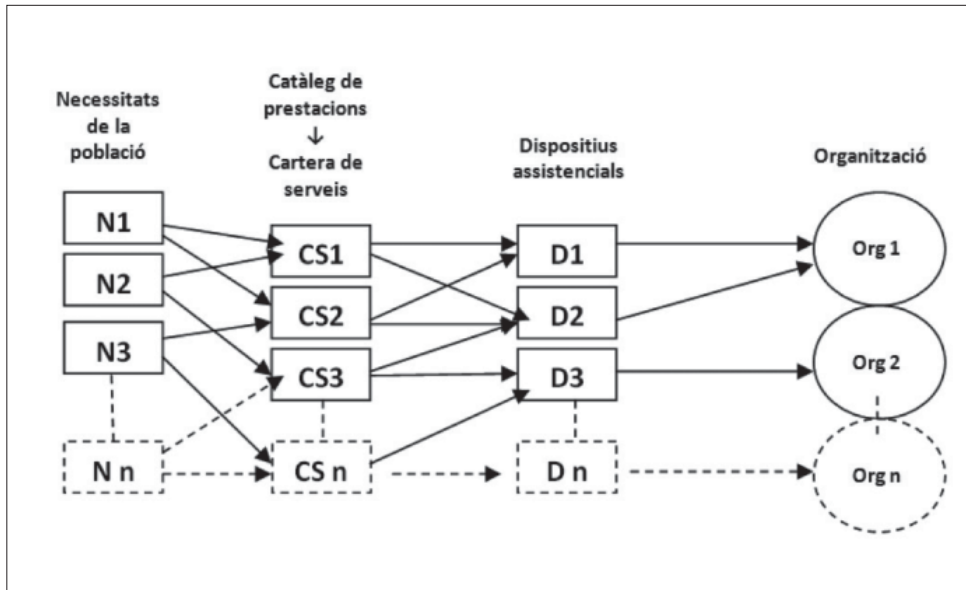 Necessitats
de la
població
Catàleg de
prestacions
↓
Cartera de
serveis
Dispositius
assistencials
Organització
N1
N2
N3
N n
CS1
CS2
CS3
CS n
D1
D2
D3
D n
Org 1
Org 2
Org n